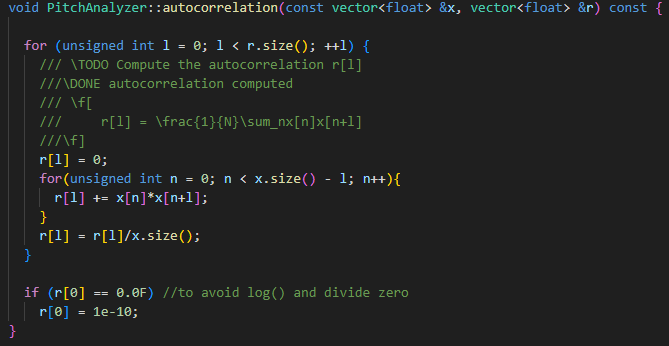 void PitchAnalyzer::autocorrelation(const vector<float> &x, vector<float> &r) const {
for (unsigned int l = 0; l < r.size(); ++l) {
/// \TODO Compute the autocorrelation r[l]
///\DONE autocorrelation computed
/// \f[
///     r[l] = \frac{1}{N}\sum_nx[n]x[n+l]
///\f]
r[l] = 0;
for(unsigned int n = 0; n < x.size() - l; n++){
r[l] += x[n]*x[n+l];
}
r[l] = r[l]/x.size();
}
if (r[0] == 0.0F) //to avoid log() and divide zero
r[0] = 1e-10;
}